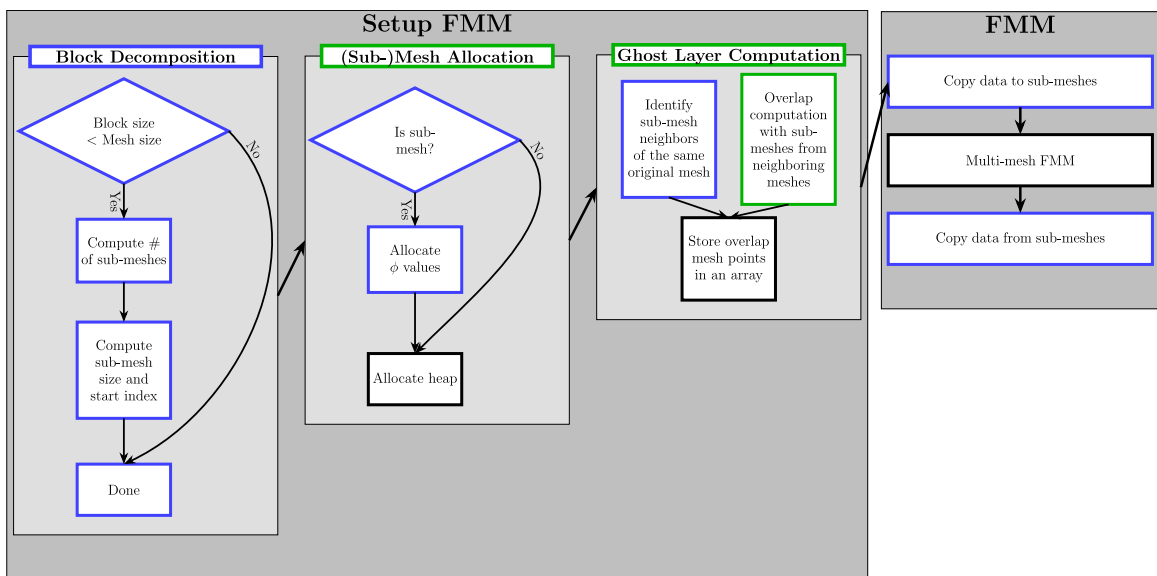 Setup FMM
Block Decomposition
Block size
< Mesh size
No
Yes
Compute #
of sub-meshes
Compute
sub-mesh
size and
start index
Done
(Sub-)Mesh Allocation
Is sub-
mesh?
No
Yes
Allocate
ϕ values
Allocate heap
Ghost Layer Computation
Identify
sub-mesh
neighbors
of the same
original mesh
Overlap
computation
with sub-
meshes from
neighboring
meshes
Store overlap
mesh points
in an array
FMM
Copy data to sub-meshes
Multi-mesh FMM
Copy data from sub-meshes